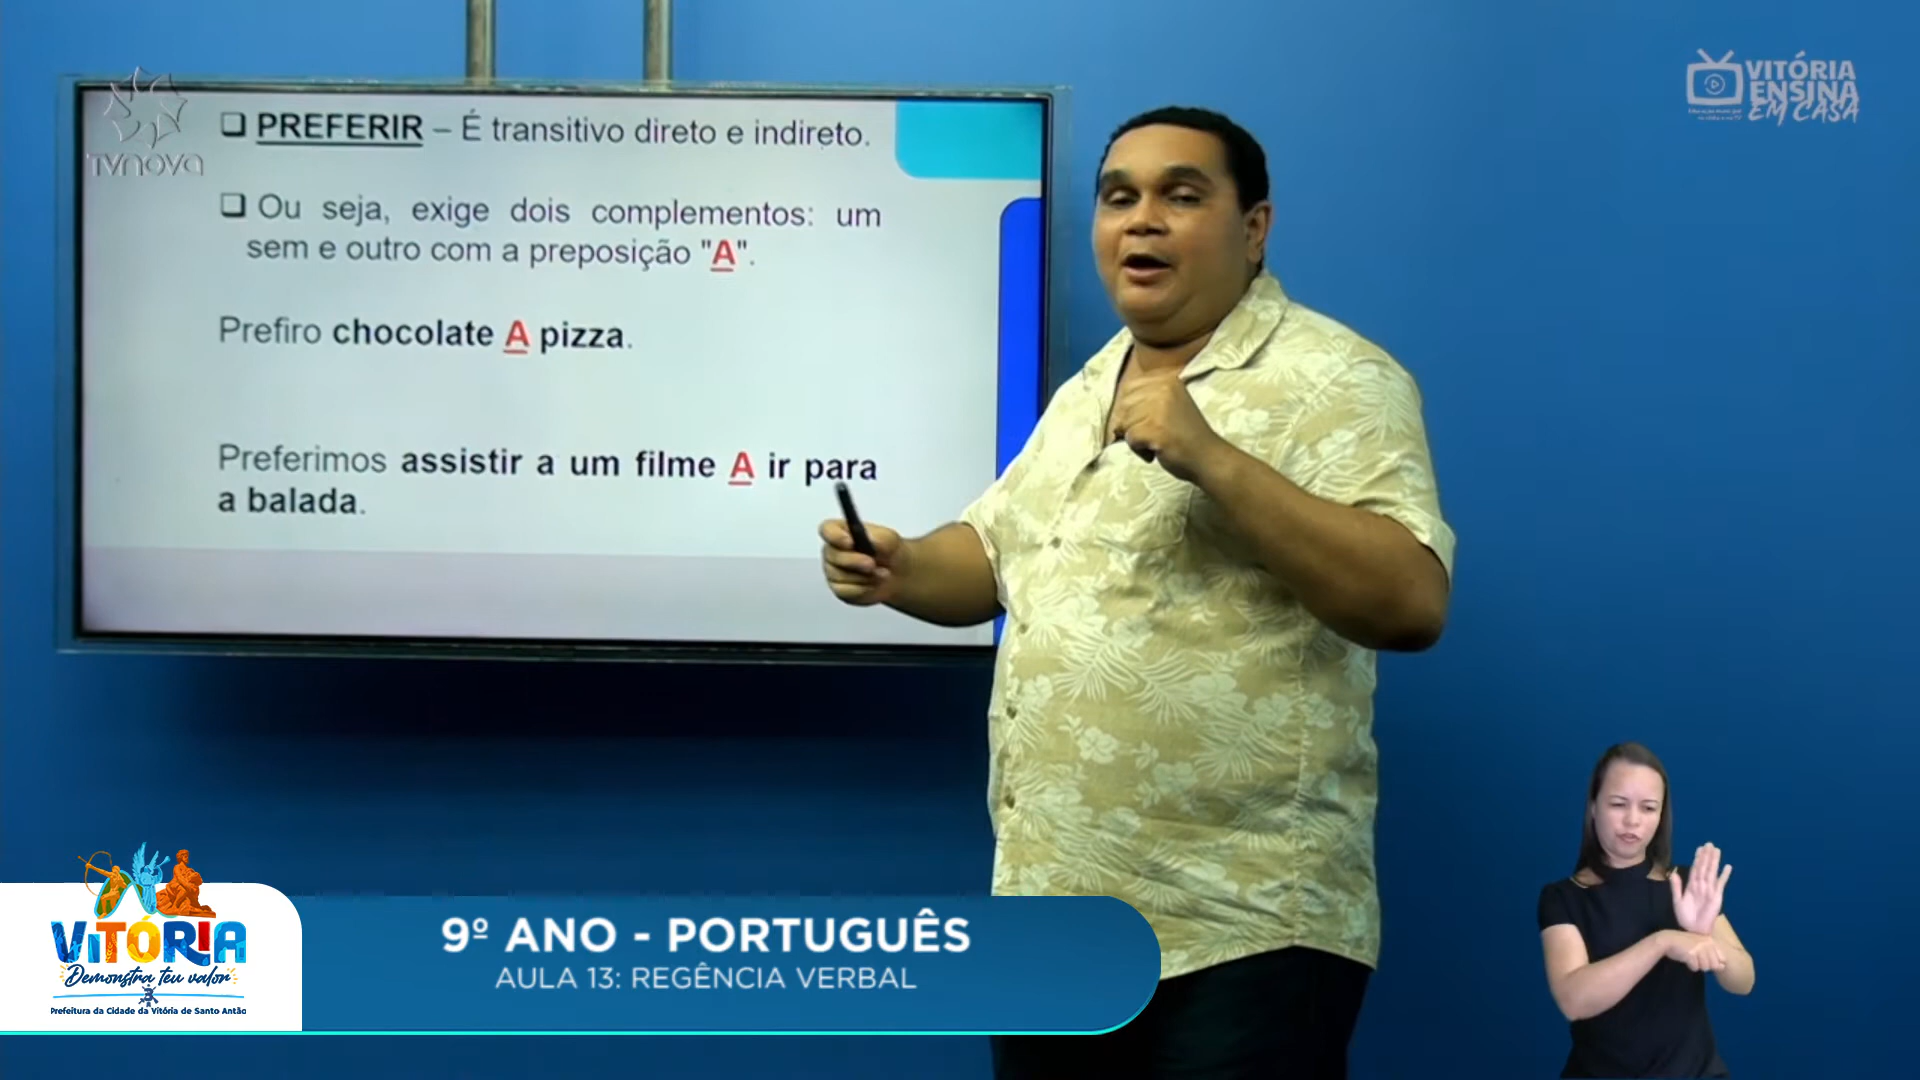 TVNOVA
❑ PREFERIR – É transitivo direto e indireto.
❑ Ou seja, exige dois complementos: um
sem e outro com a preposição "A".
Prefiro chocolate A pizza.
Preferimos assistir a um filme A ir para
a balada.
VITÓRIA
ENSINA
EM CASA
9º ANO - PORTUGUÊS
AULA 13: REGÊNCIA VERBAL
VITÓRIA
Demonstra teu valor
Prefeitura da Cidade da Vitória de Santo Antão